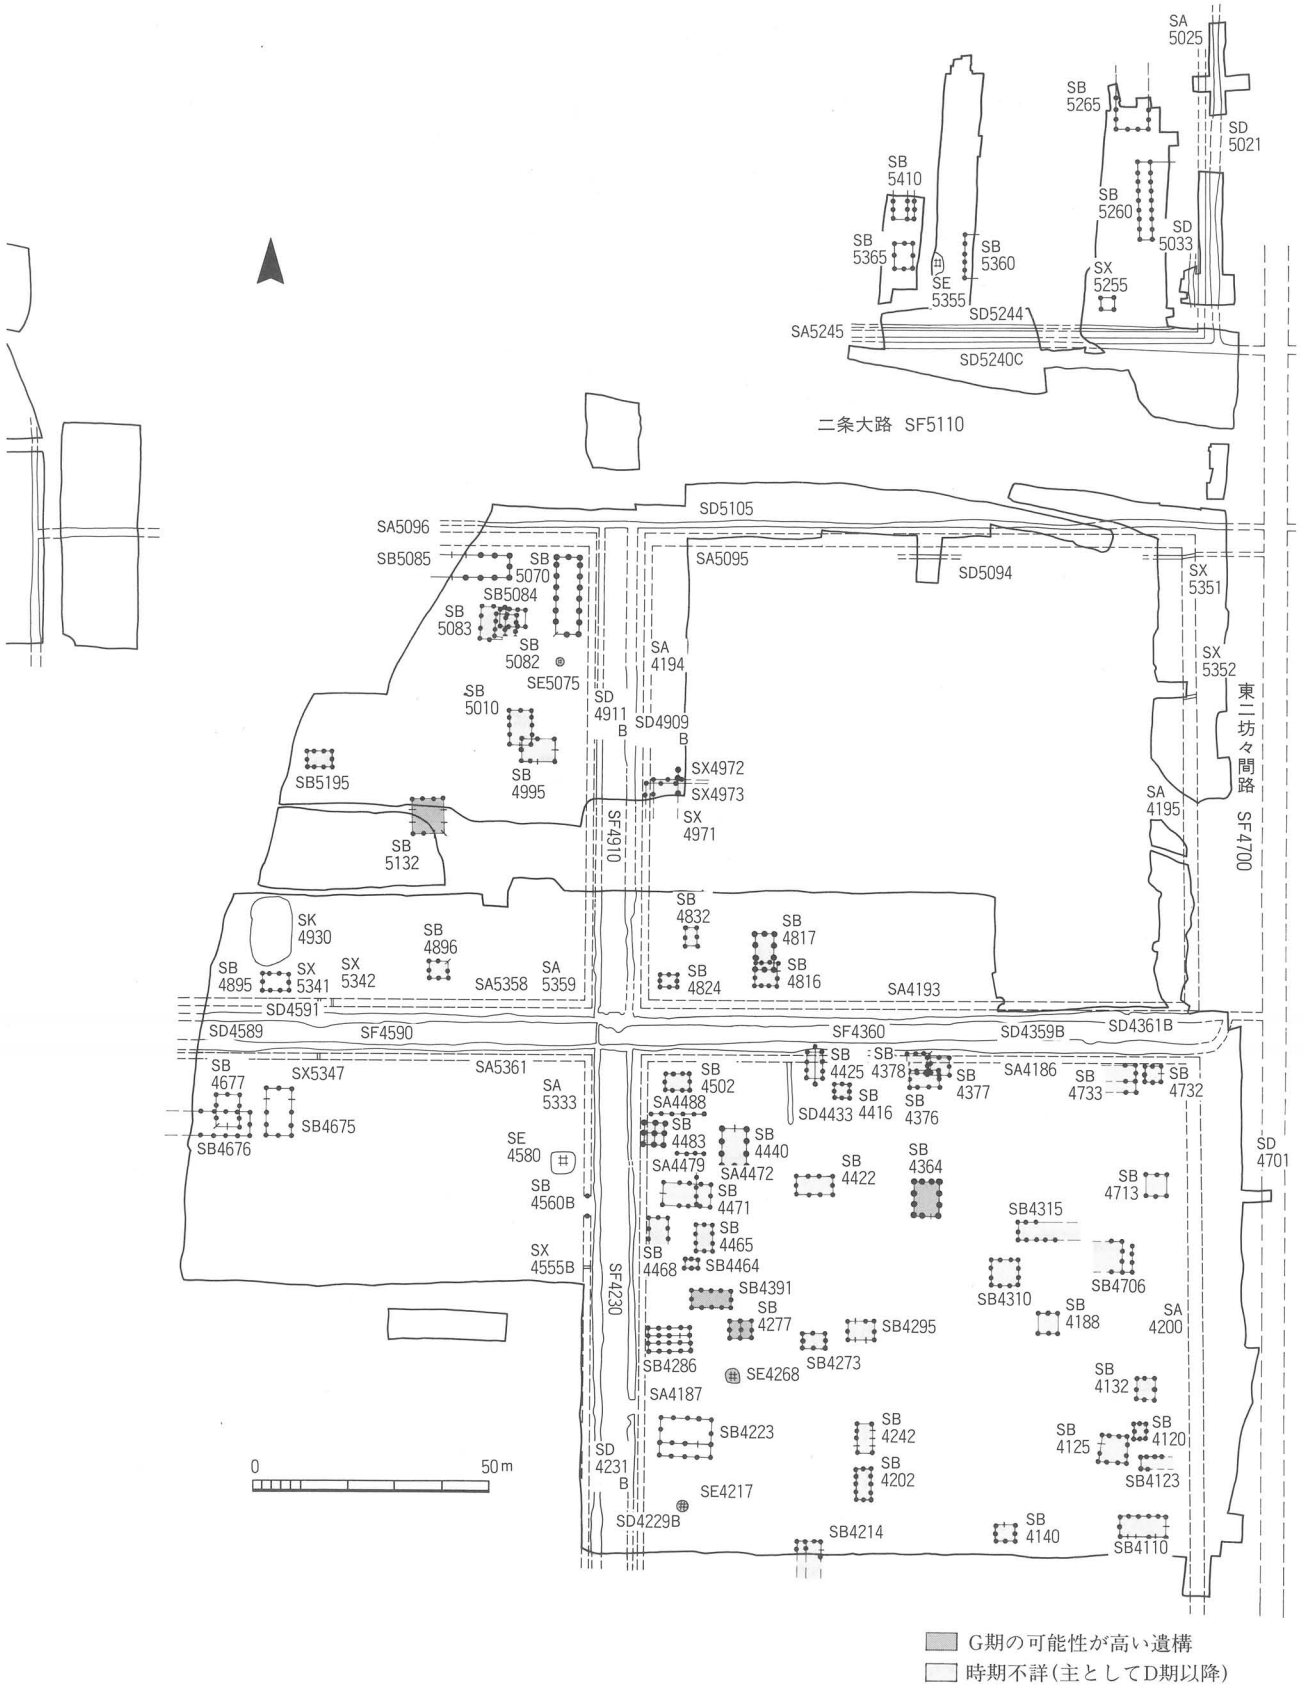 SA
5025
SB
5265
SD
5021
SB
5410
SB
5260
SD
5033
SB
5365
SB
5360
SE
5355
SX
5255
SD5244
SA5245
SD5240C
二条大路 SF5110
SD5105
SA5096
SB5085
SB
5070
SA5095
SD5094
SX
5351
SB5084
SB
5083
SB
5082
SE5075
SA
4194
SX
5352
東二坊々間路 SF4700
SB
5010
SD
4911
B
SD4909
B
SB5195
SB
4995
SX4972
SX4973
SX
4971
SA
4195
SB
5132
SF4910
SK
4930
SB
4896
SB
4832
SB
4817
SB
4895
SX
5341
SX
5342
SA5358
SA
5359
SB
4824
SB
4816
SA4193
SD4591
SD4589
SF4590
SF4360
SD4359B
SD4361B
SB
4677
SX5347
SA5361
SA
5333
SB
4502
SB
4425
SB
4378
SB
4377
SA4186
SB
4733
SB
4732
SA4488
SD4433
SB
4416
SB
4376
SB4675
SB4676
SE
4580
SB
4483
SB
4440
SD
4701
SA4479
SA4472
SB
4422
SB
4364
SB
4713
SB
4560B
SB
4471
SB4315
SX
4555B
SB
4468
SB
4465
SB4464
SF4230
SB4310
SB4706
SB4391
SB
4277
SB4295
SB
4188
SA
4200
SB4286
SB4273
SE4268
SB
4132
SA4187
SB4223
SB
4242
SB
4125
SB
4120
SB4123
0
50m
SD
4231
B
SB
4202
SE4217
SD4229B
SB4214
SB
4140
SB4110
G期の可能性が高い遺構
時期不詳(主としてD期以降)